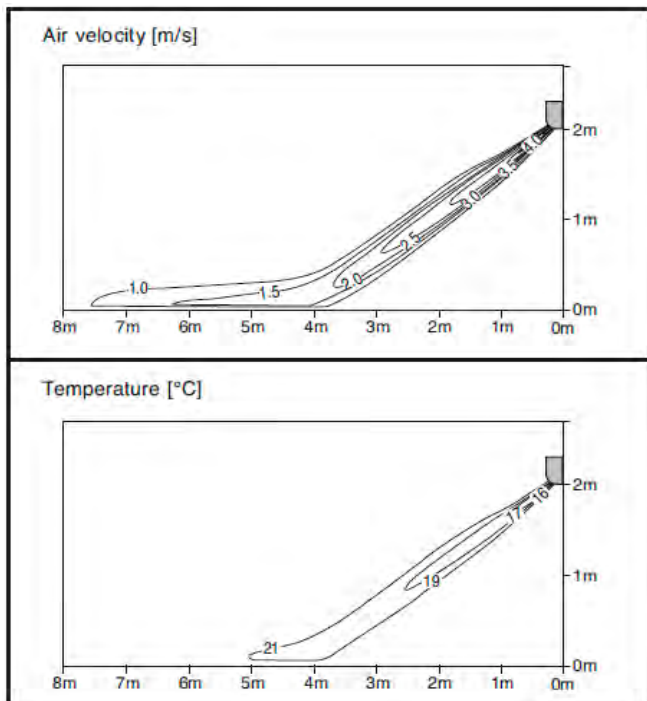 Air velocity [m/s]
2m
4.0
3.5
3.0
1m
2.5
2.0
1.0
1.5
0m
8m 7m 6m 5m 4m 3m 2m 1m 0m
Temperature [°C]
2m
16
17
1m
19
21
0m
8m 7m 6m 5m 4m 3m 2m 1m 0m